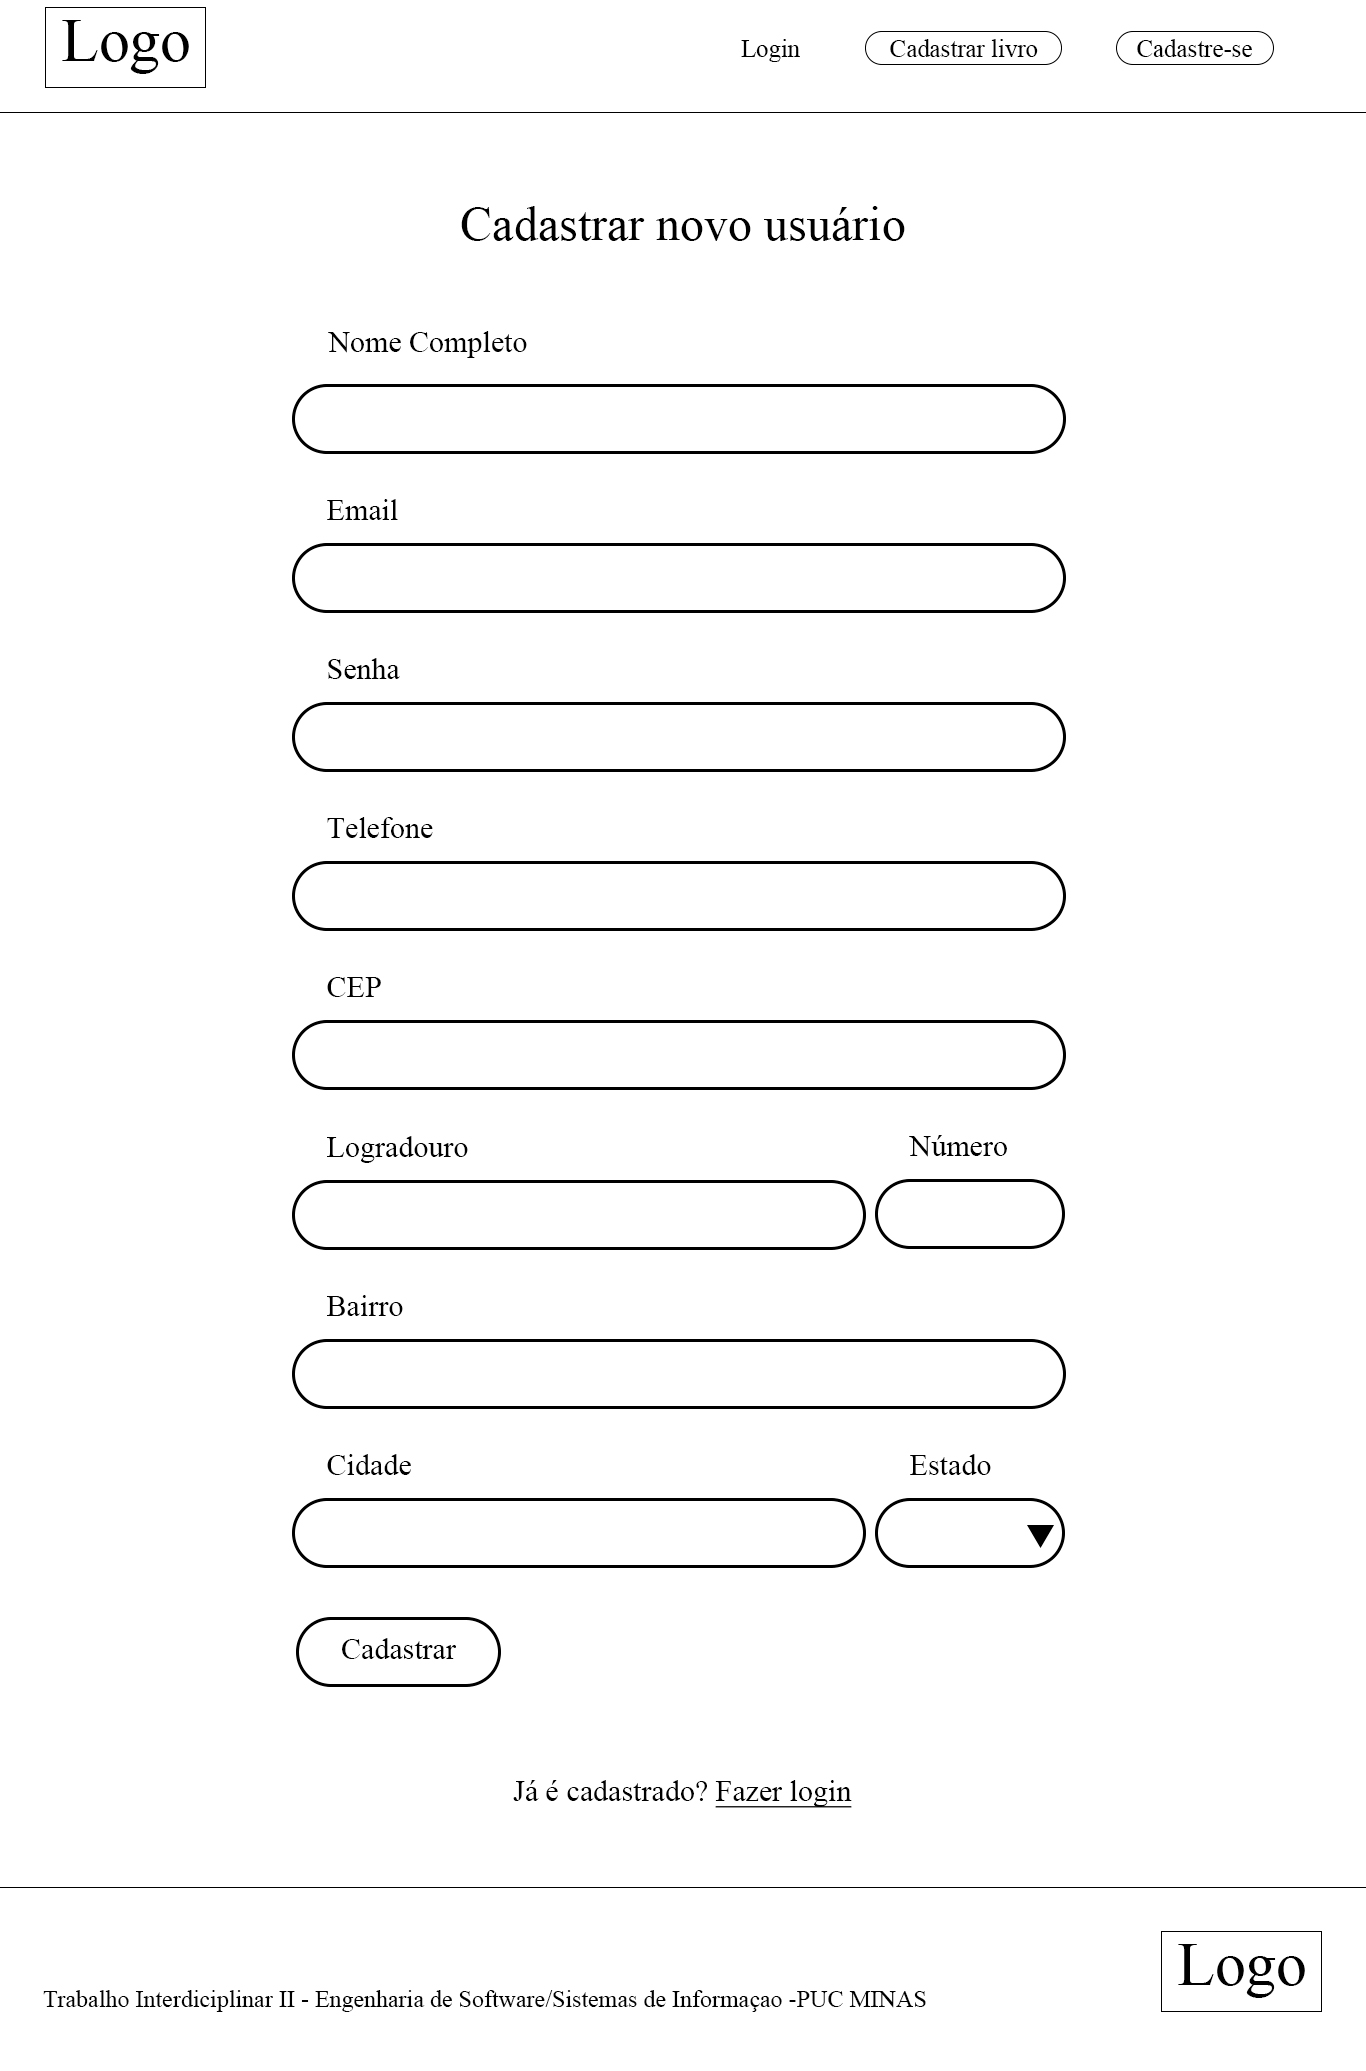 Logo
Login
Cadastrar livro
Cadastre-se
Cadastrar novo usuário
Nome Completo
Email
Senha
Telefone
CEP
Logradouro
Número
Bairro
Cidade
Estado
Cadastrar
Já é cadastrado? Fazer login
Logo
Trabalho Interdiciplinar II - Engenharia de Software/Sistemas de Informaçao -PUC MINAS